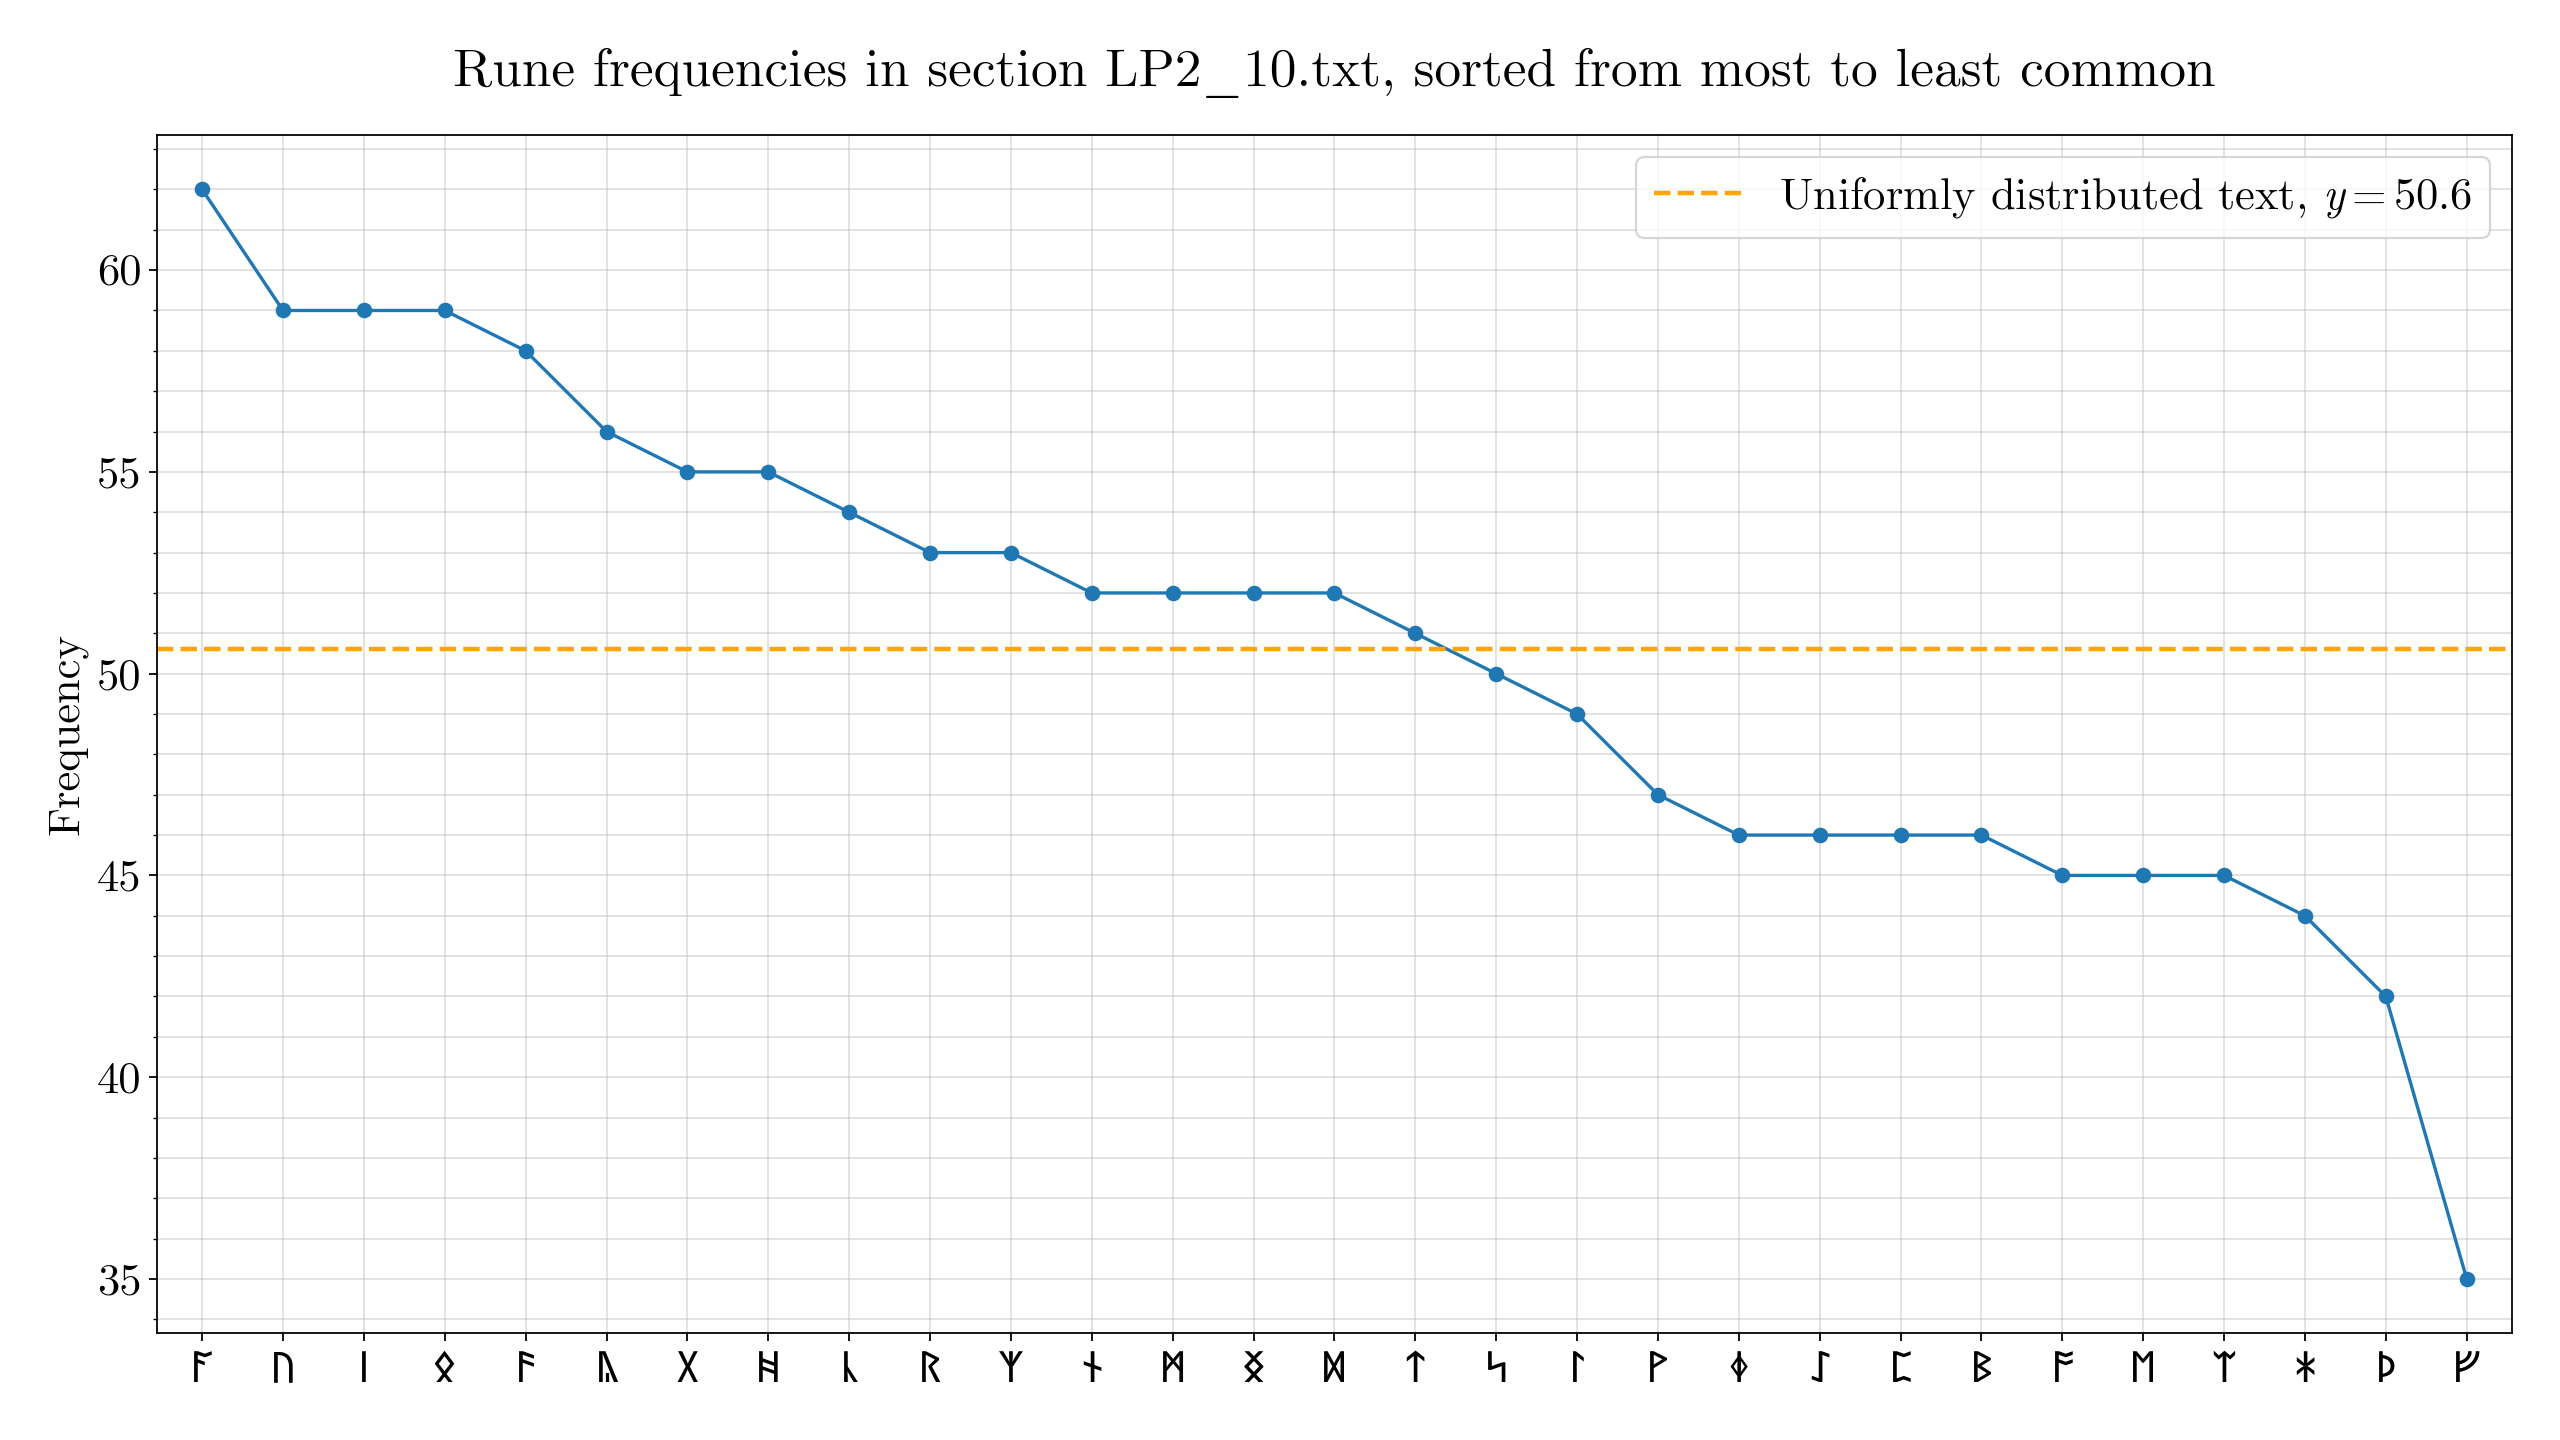 Rune frequencies in section LP2_10.txt, sorted from most to least common
Uniformly distributed text, y = 50.6
Frequency
60
55
50
45
40
35
ᚪ ᚢ ᛁ ᛟ ᚫ ᚣ ᚷ ᚻ ᚳ ᚱ ᛉ ᚾ ᛗ ᛝ ᛞ ᛏ ᛋ ᛚ ᚹ ᛄ ᛇ ᛈ ᛒ ᚩ ᛖ ᛠ ᛡ ᚦ ᚠ